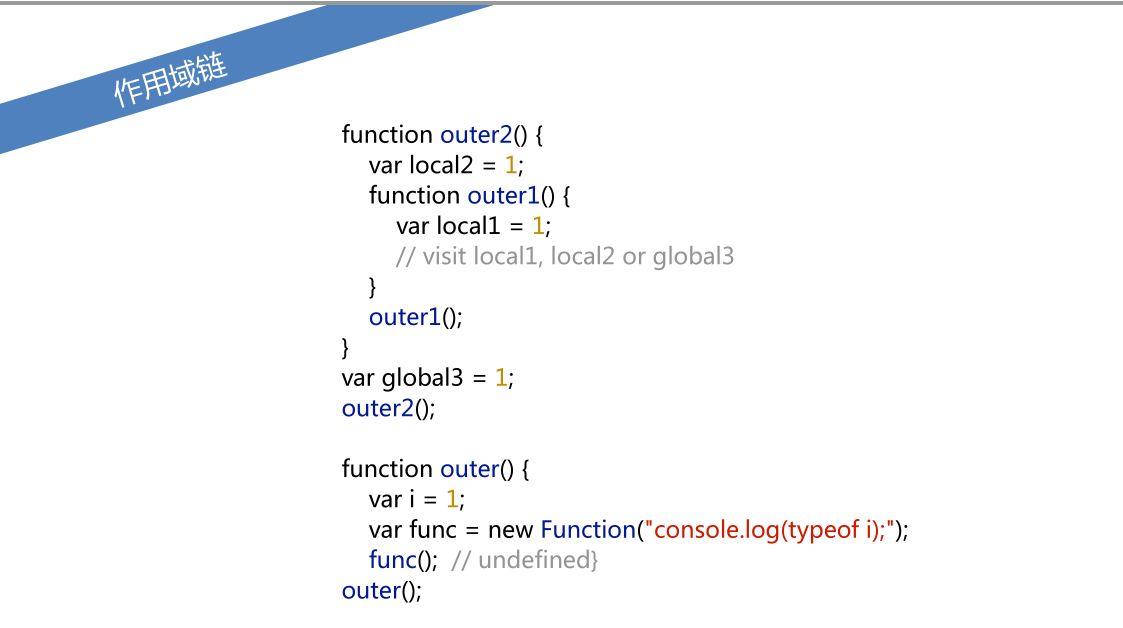 作用域链
function outer2() {
var local2 = 1;
function outer1() {
var local1 = 1;
// visit local1, local2 or global3
}
outer1();
}
var global3 = 1;
outer2();
function outer() {
var i = 1;
var func = new Function("console.log(typeof i);");
func(); // undefined}
outer();